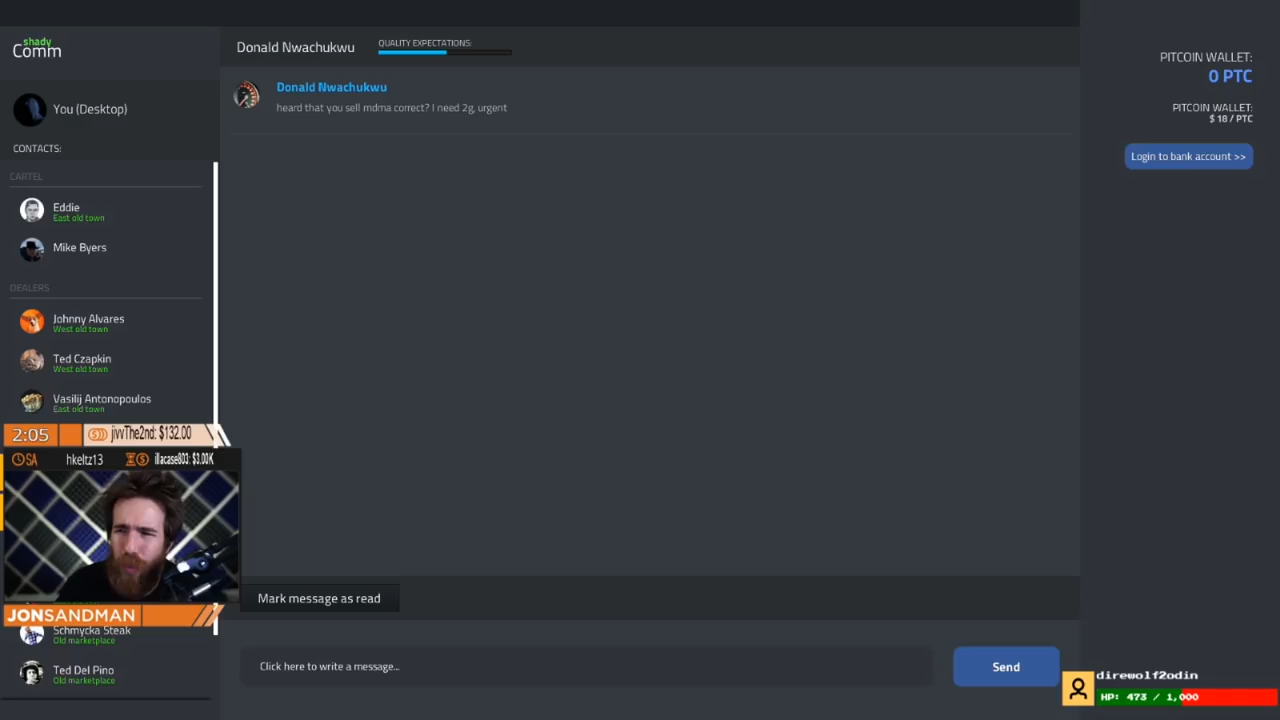 shady
Comm
You (Desktop)
CONTACTS:
CARTEL
Eddie
East old town
Mike Byers
DEALERS
Johnny Alvares
West old town
Ted Czapkin
West old town
Vasilij Antonopoulos
East old town
2:05
jivvThe2nd: $132.00
SA
hkeltz13
illacase803: $3.00K
JONSANDMAN
Schmycka Steak
Old marketplace
Ted Del Pino
Old marketplace
Donald Nwachukwu
QUALITY EXPECTATIONS:
Donald Nwachukwu
heard that you sell mdma correct? I need 2g, urgent
Mark message as read
Click here to write a message...
Send
PITCOIN WALLET:
0 PTC
PITCOIN WALLET:
$ 18 / PTC
Login to bank account >>
direwolf2odin
HP: 473 / 1,000